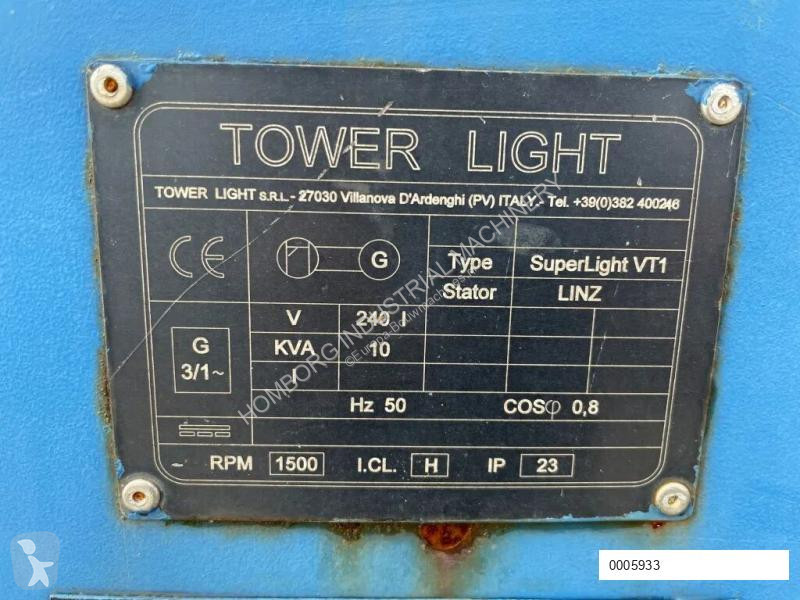 TOWER LIGHT
TOWER LIGHT S.R.L. - 27030 Villanova D'Ardenghi (PV) ITALY. Tel. +39(0)382 400246
CE G Type SuperLight VT1
Stator LINZ
G 3/1~
V 240
KVA 10
Hz 50 COSφ 0,8
RPM 1500 I.CL. H IP 23
HOMBORG INDUSTRIAL MACHINERY
©Europa-Bouwmachines
0005933